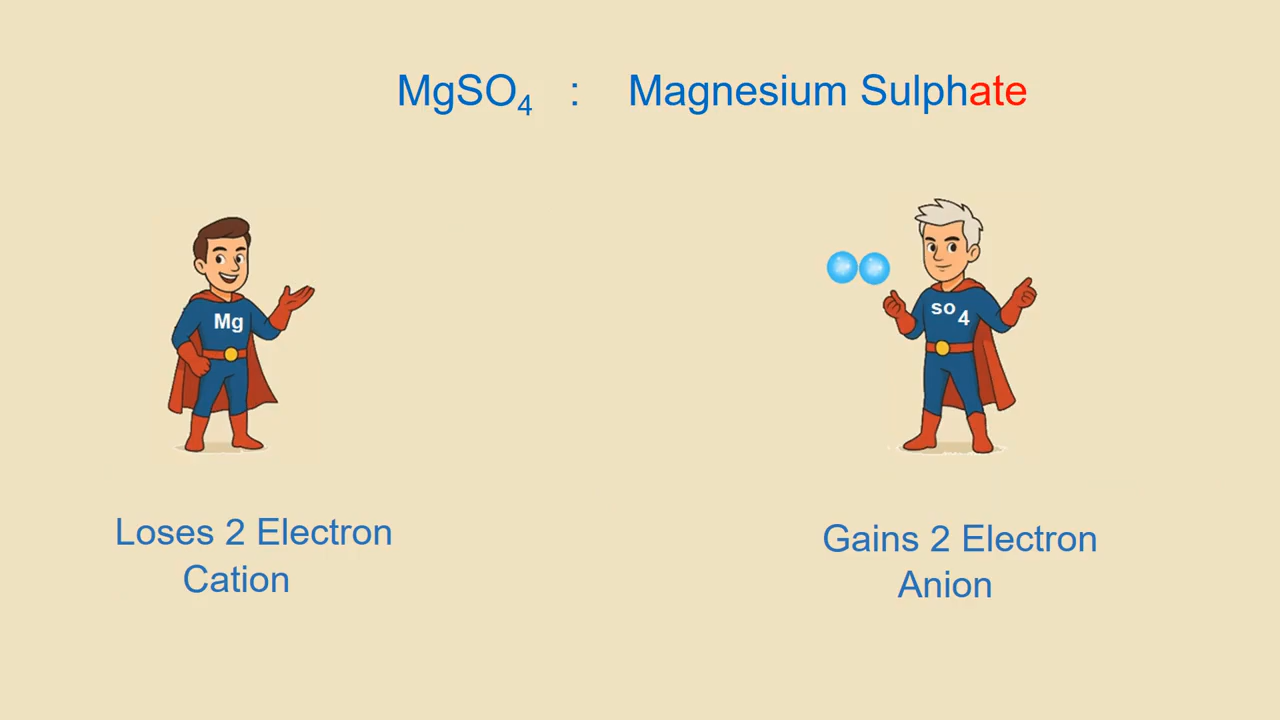 MgSO₄ : Magnesium Sulphate
Mg
so₄
Loses 2 Electron
Cation
Gains 2 Electron
Anion